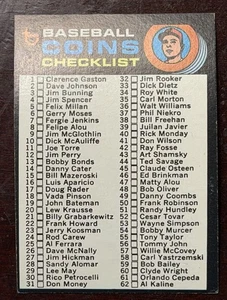 BASEBALL
COINS
CHECKLIST
1 Clarence Gaston
2 Dave Johnson
3 Jim Bunning
4 Jim Spencer
5 Felix Millan
6 Gerry Moses
7 Fergie Jenkins
8 Felipe Alou
9 Jim McGlothlin
10 Dick McAuliffe
11 Joe Torre
12 Jim Perry
13 Bobby Bonds
14 Danny Cater
15 Bill Mazeroski
16 Luis Aparicio
17 Doug Rader
18 Vada Pinson
19 John Bateman
20 Lew Krausse
21 Billy Grabarkewitz
22 Frank Howard
23 Jerry Koosman
24 Rod Carew
25 Al Ferrara
26 Dave McNally
27 Jim Hickman
28 Sandy Alomar
29 Lee May
30 Rico Petrocelli
31 Don Money
32 Jim Rooker
33 Dick Dietz
34 Roy White
35 Carl Morton
36 Walt Williams
37 Phil Niekro
38 Bill Freehan
39 Julian Javier
40 Rick Monday
41 Don Wilson
42 Ray Fosse
43 Art Shamsky
44 Ted Savage
45 Claude Osteen
46 Ed Brinkman
47 Matty Alou
48 Bob Oliver
49 Danny Coombs
50 Frank Robinson
51 Randy Hundley
52 Cesar Tovar
53 Wayne Simpson
54 Bobby Murcer
55 Tony Taylor
56 Tommy John
57 Willie McCovey
58 Carl Yastrzemski
59 Bob Bailey
60 Clyde Wright
61 Orlando Cepeda
62 Al Kaline